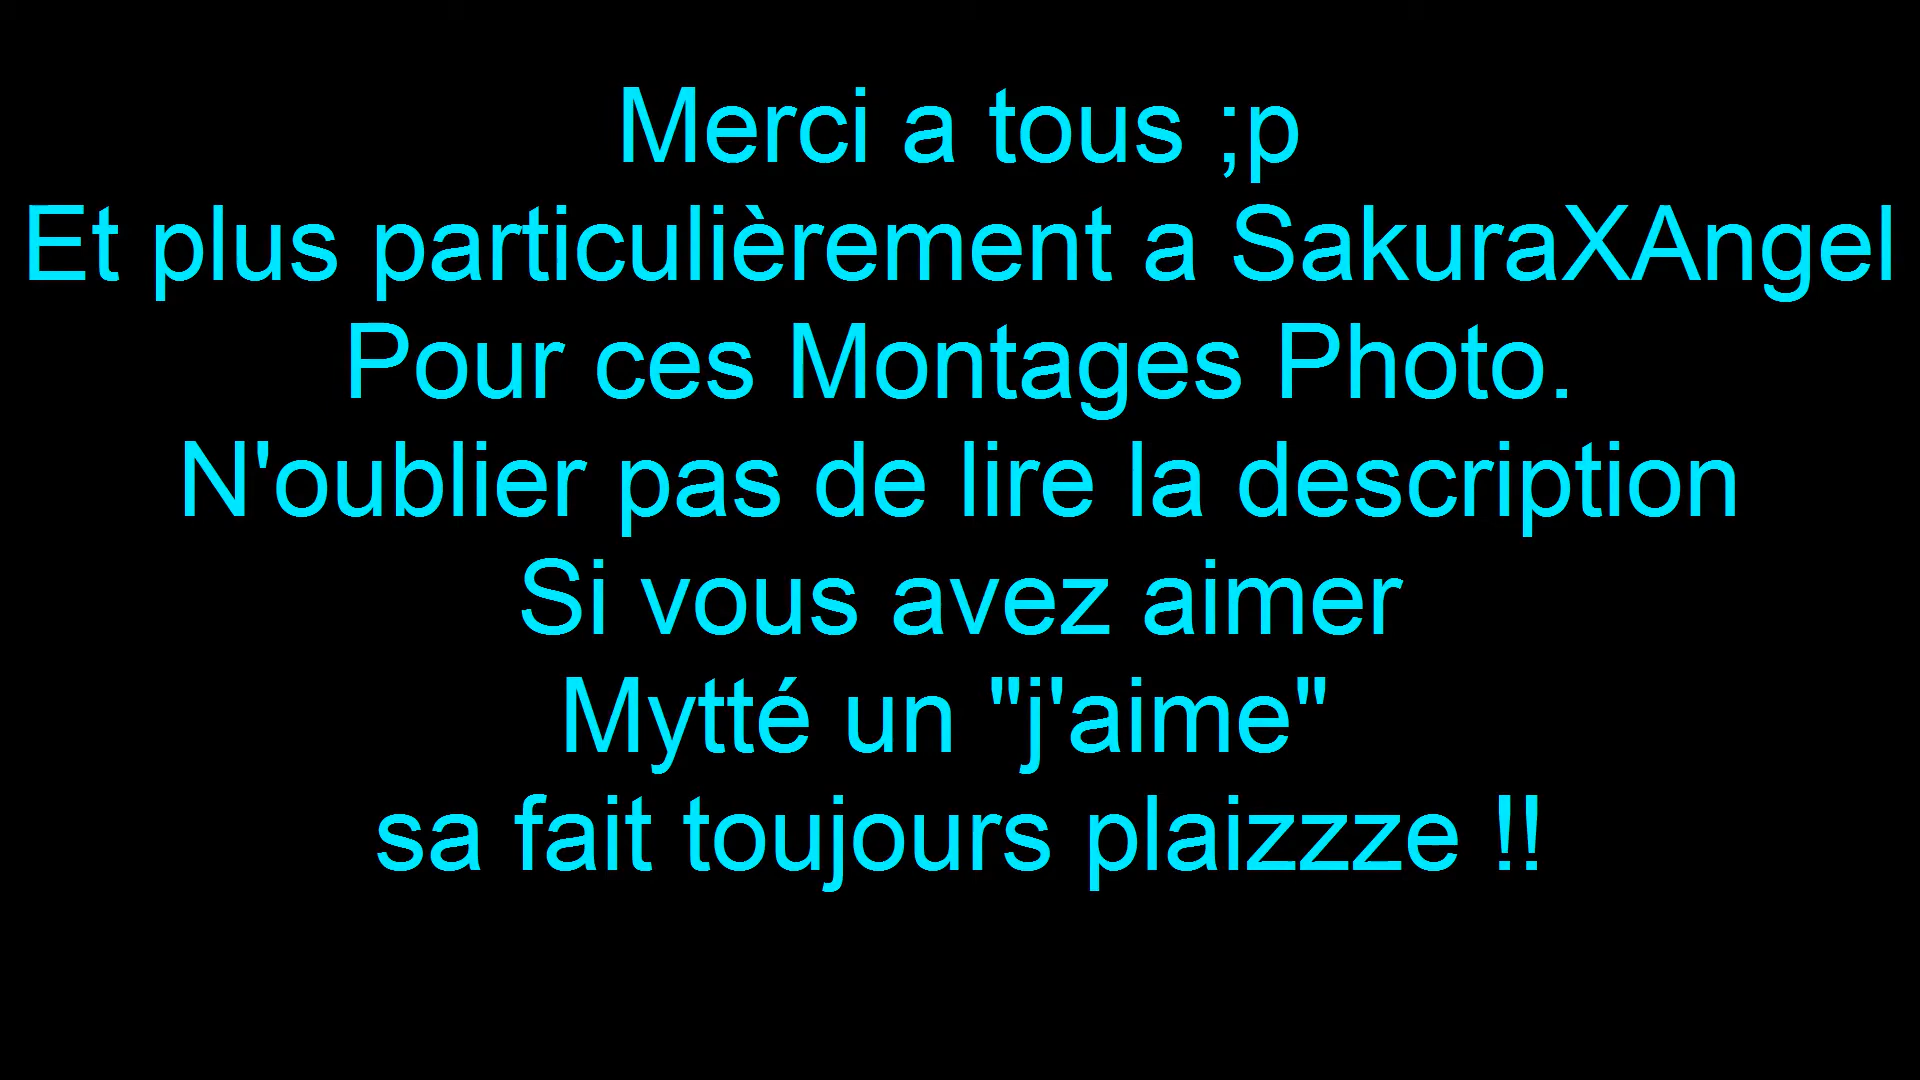 Merci a tous ;p
Et plus particulièrement a SakuraXAngel
Pour ces Montages Photo.
N'oublier pas de lire la description
Si vous avez aimer
Mytté un "j'aime"
sa fait toujours plaizzze !!